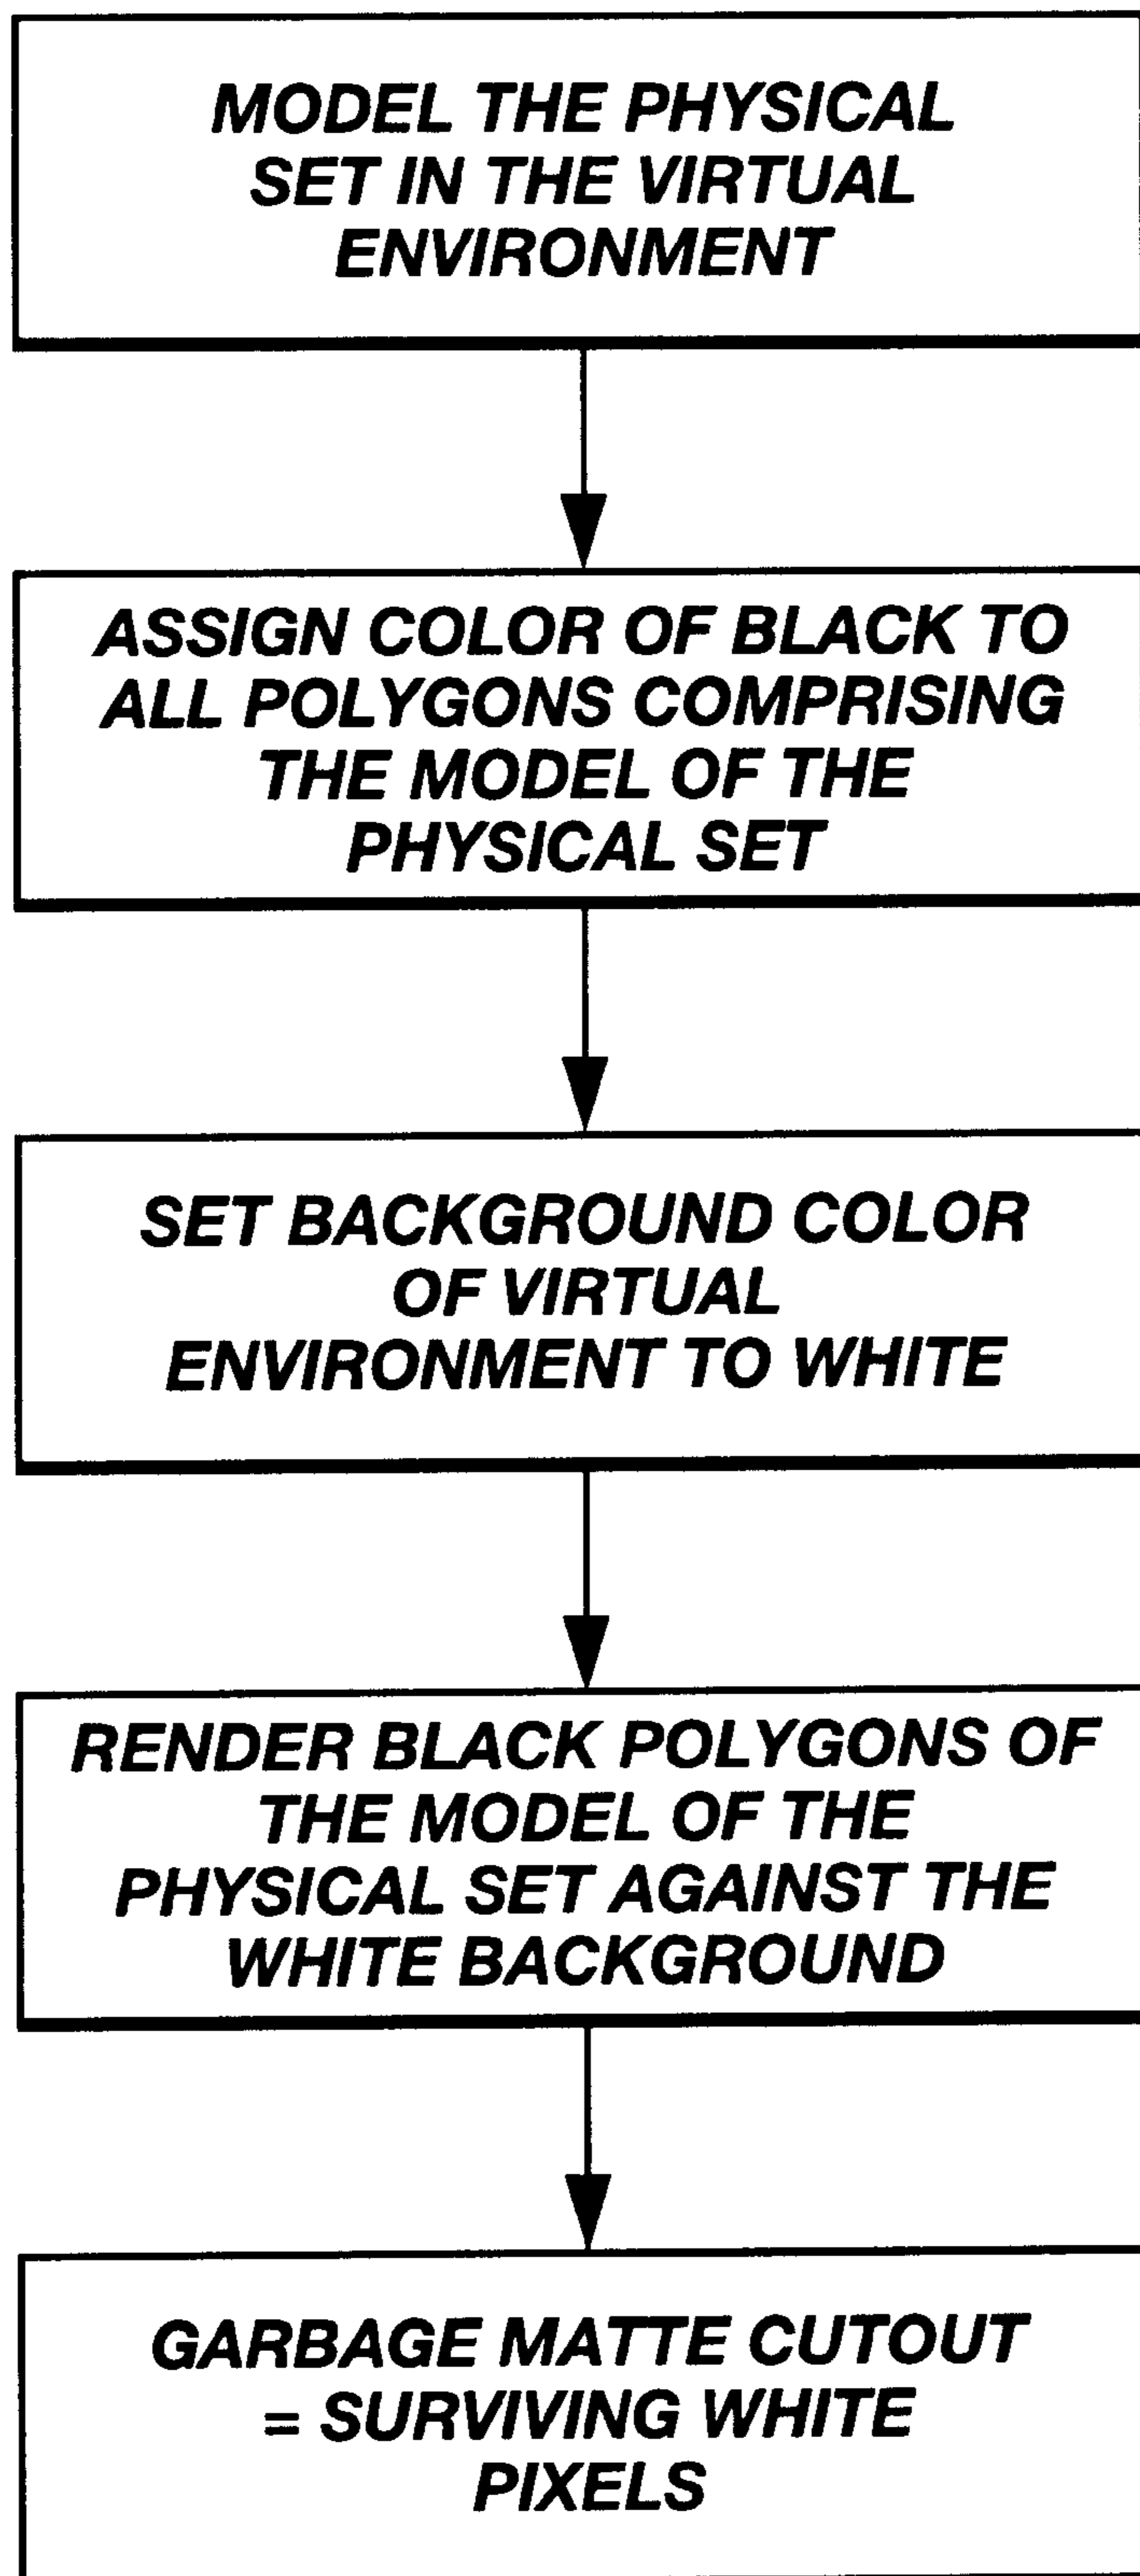 MODEL THE PHYSICAL
SET IN THE VIRTUAL
ENVIRONMENT
ASSIGN COLOR OF BLACK TO
ALL POLYGONS COMPRISING
THE MODEL OF THE
PHYSICAL SET
SET BACKGROUND COLOR
OF VIRTUAL
ENVIRONMENT TO WHITE
RENDER BLACK POLYGONS OF
THE MODEL OF THE
PHYSICAL SET AGAINST THE
WHITE BACKGROUND
GARBAGE MATTE CUTOUT
= SURVIVING WHITE
PIXELS